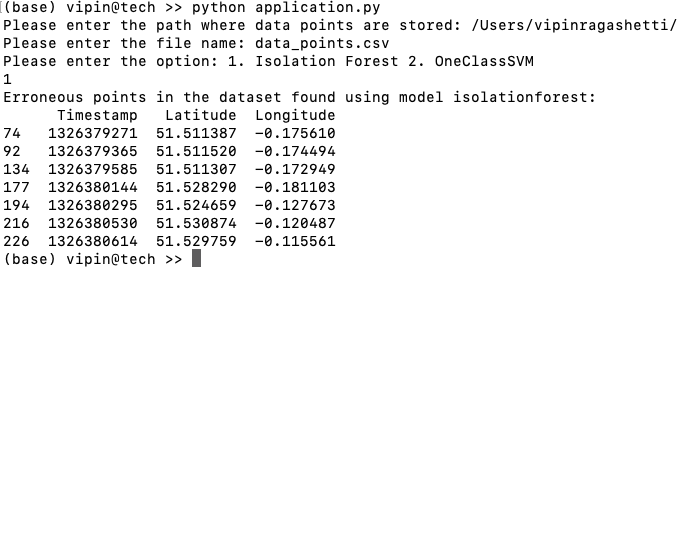 (base) vipin@tech >> python application.py
Please enter the path where data points are stored: /Users/vipinragashetti/
Please enter the file name: data_points.csv
Please enter the option: 1. Isolation Forest 2. OneClassSVM
1
Erroneous points in the dataset found using model isolationforest:
      Timestamp   Latitude  Longitude
74   1326379271  51.511387  -0.175610
92   1326379365  51.511520  -0.174494
134  1326379585  51.511307  -0.172949
177  1326380144  51.528290  -0.181103
194  1326380295  51.524659  -0.127673
216  1326380530  51.530874  -0.120487
226  1326380614  51.529759  -0.115561
(base) vipin@tech >>